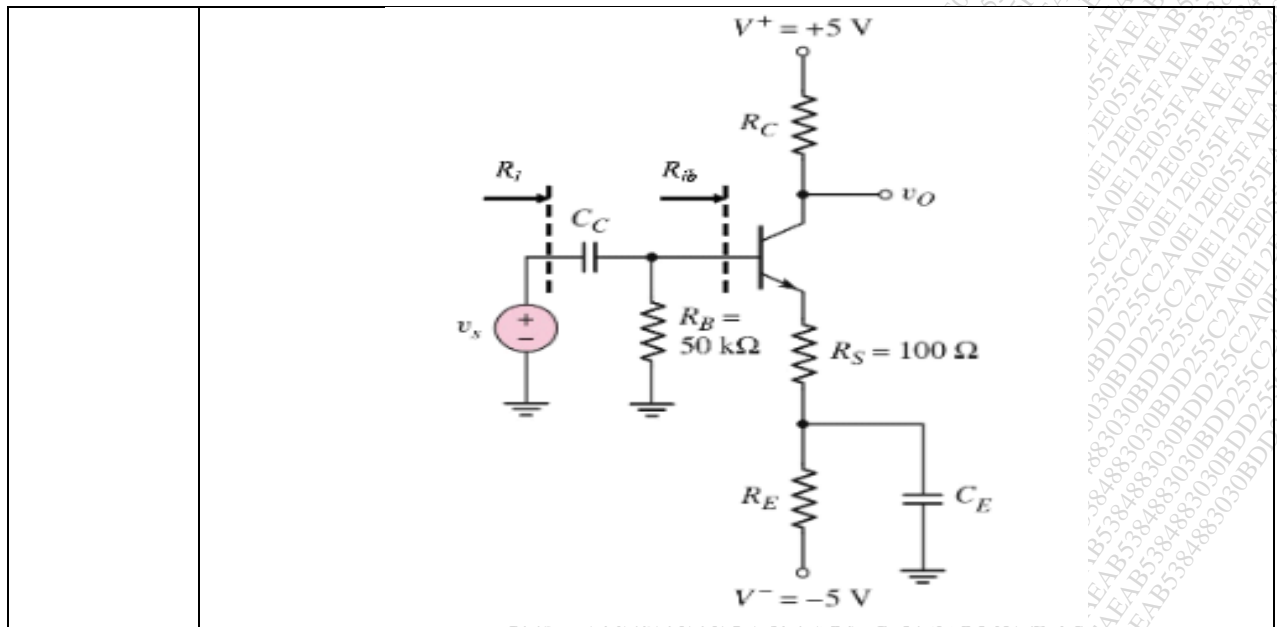 V⁺ = +5 V
R_C
R_i
R_ib
v_O
C_C
v_s
R_B =
50 kΩ
R_S = 100 Ω
R_E
C_E
V⁻ = −5 V